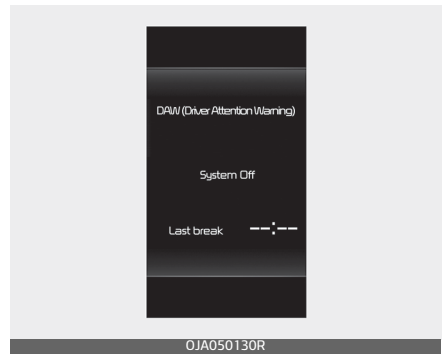 DAW (Driver Attention Warning)
System Off
Last break --:--
OJA050130R